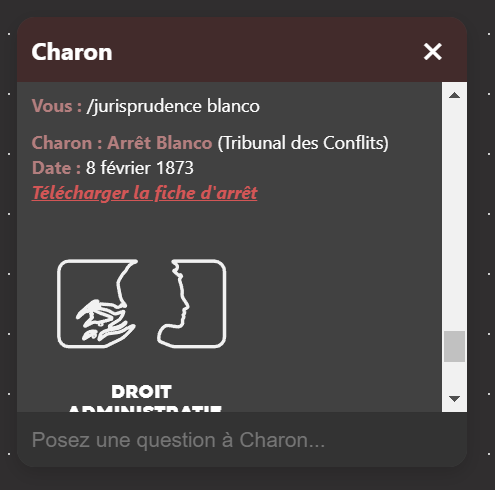 Charon
Vous : /jurisprudence blanco
Charon : Arrêt Blanco (Tribunal des Conflits)
Date : 8 février 1873
Télécharger la fiche d'arrêt
DROIT
ADMINISTRATIF
Posez une question à Charon...